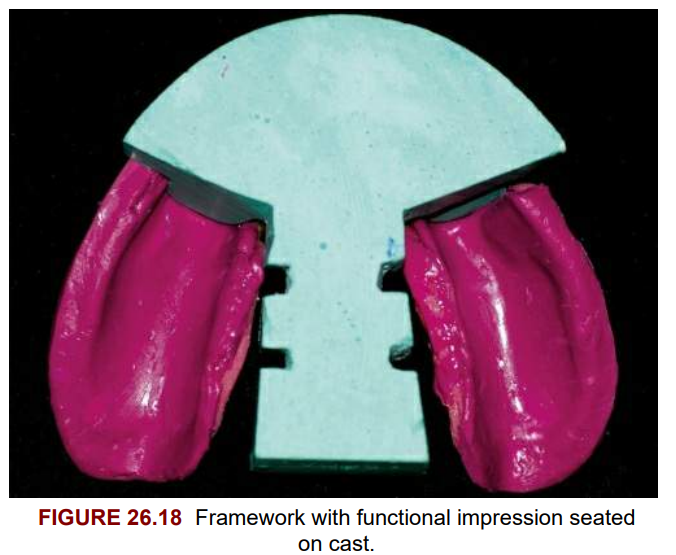 FIGURE 26.18 Framework with functional impression seated
on cast.